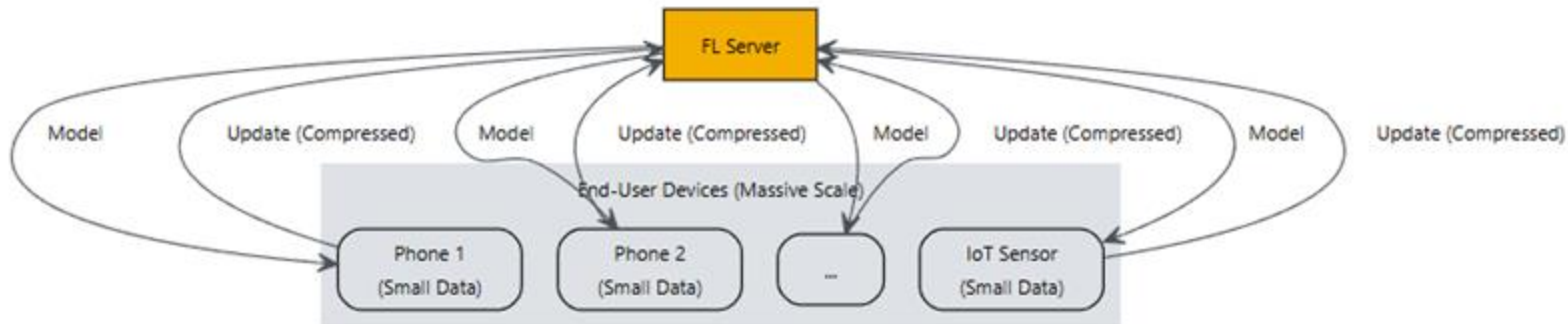 FL Server
Model
Update (Compressed)
Model
Update (Compressed)
Model
Update (Compressed)
Model
Update (Compressed)
End-User Devices (Massive Scale)
Phone 1
(Small Data)
Phone 2
(Small Data)
...
IoT Sensor
(Small Data)